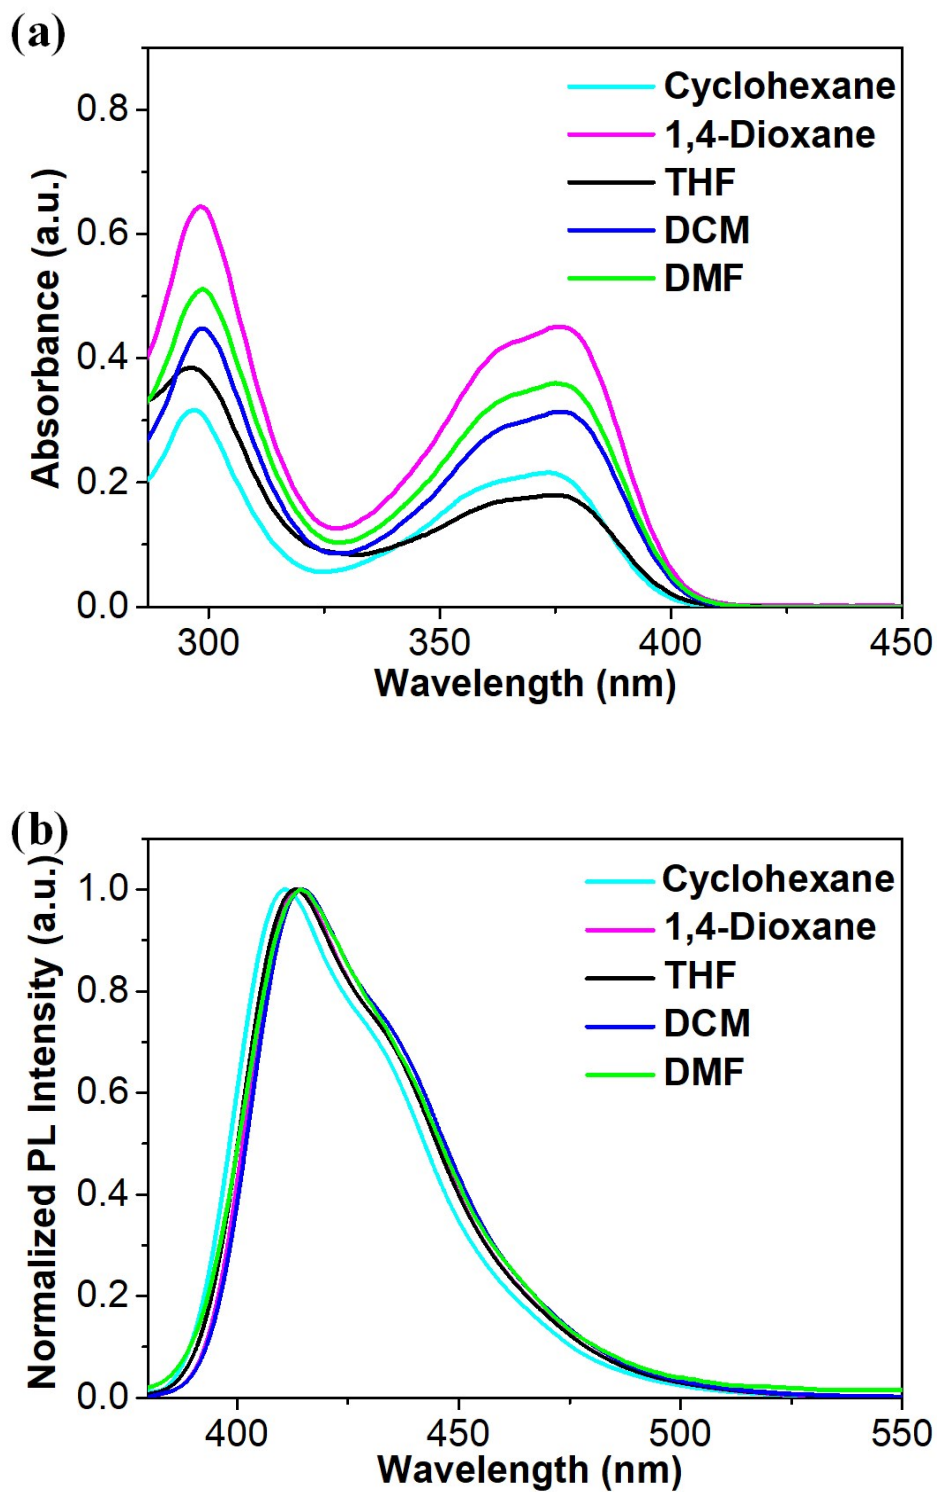 (a)
Absorbance (a.u.)
0.8
0.6
0.4
0.2
0.0
Cyclohexane
1,4-Dioxane
THF
DCM
DMF
300 350 400 450
Wavelength (nm)
(b)
Normalized PL Intensity (a.u.)
1.0
0.8
0.6
0.4
0.2
0.0
Cyclohexane
1,4-Dioxane
THF
DCM
DMF
400 450 500 550
Wavelength (nm)